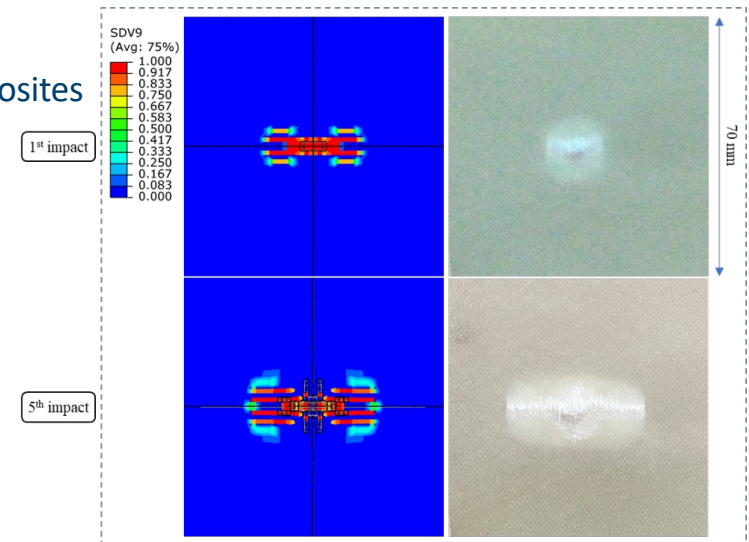 osites
SDV9
(Avg: 75%)
1.000
0.917
0.833
0.750
0.667
0.583
0.500
0.417
0.333
0.250
0.167
0.083
0.000
1st impact
70 mm
5th impact